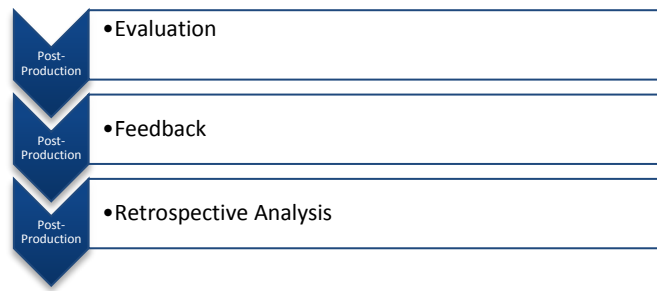 Post-
Production
•Evaluation
Post-
Production
•Feedback
Post-
Production
•Retrospective Analysis